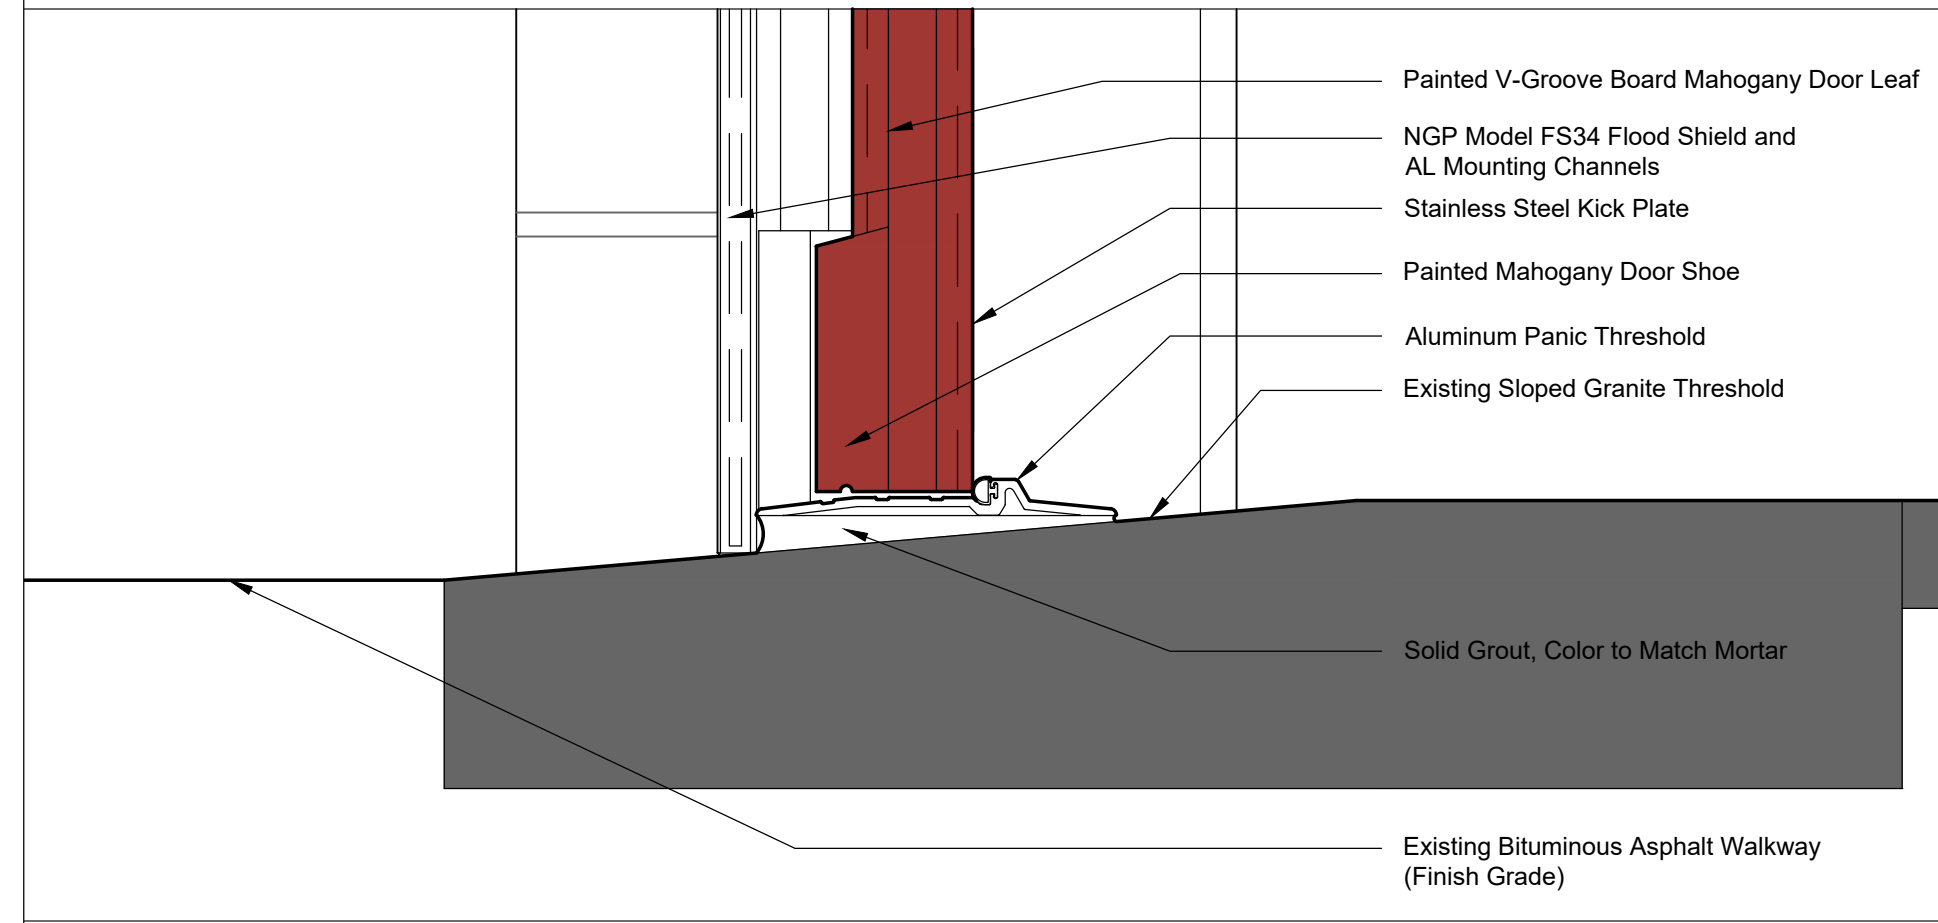 Painted V-Groove Board Mahogany Door Leaf
NGP Model FS34 Flood Shield and
AL Mounting Channels
Stainless Steel Kick Plate
Painted Mahogany Door Shoe
Aluminum Panic Threshold
Existing Sloped Granite Threshold
Solid Grout, Color to Match Mortar
Existing Bituminous Asphalt Walkway
(Finish Grade)